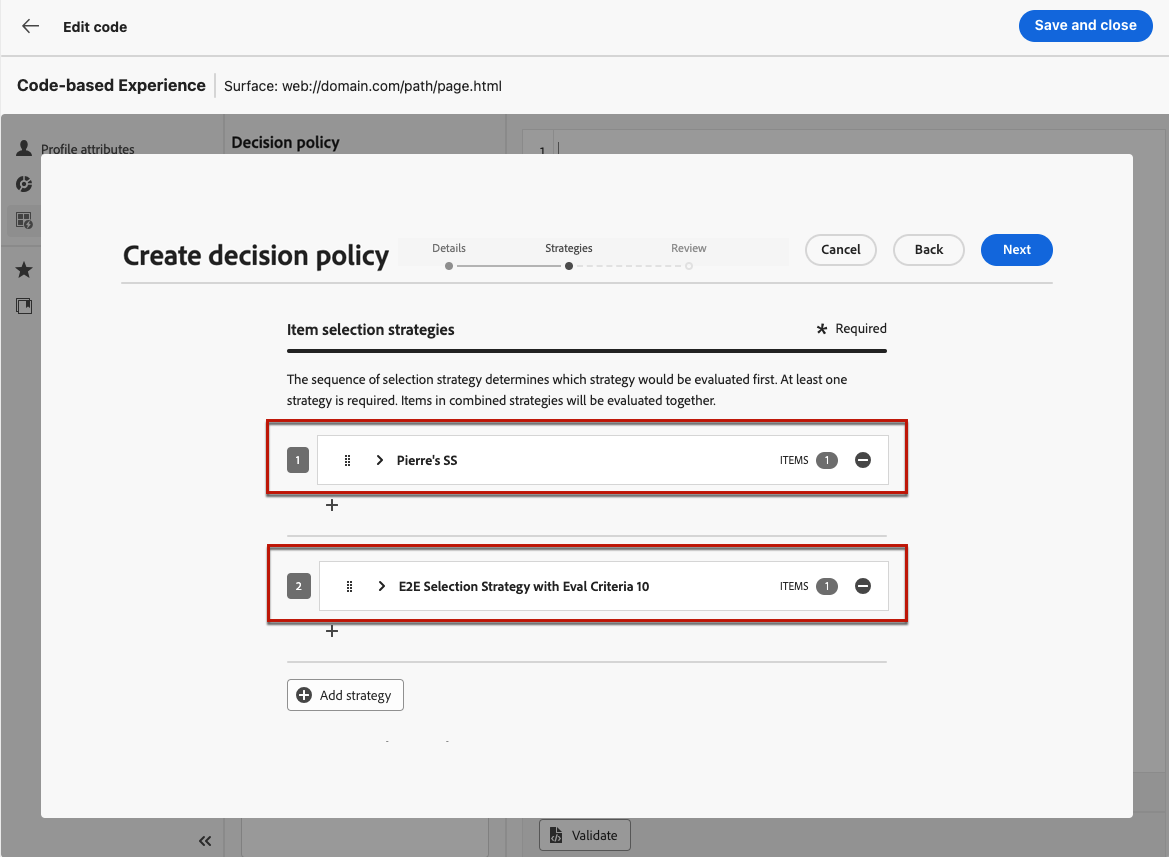 Edit code
Save and close
Code-based Experience
Surface: web://domain.com/path/page.html
Profile attributes
Decision policy
1
Create decision policy
Details
Strategies
Review
Cancel
Back
Next
Item selection strategies
* Required
The sequence of selection strategy determines which strategy would be evaluated first. At least one
strategy is required. Items in combined strategies will be evaluated together.
1
Pierre's SS
ITEMS 1
+
2
E2E Selection Strategy with Eval Criteria 10
ITEMS 1
+
Add strategy
Validate